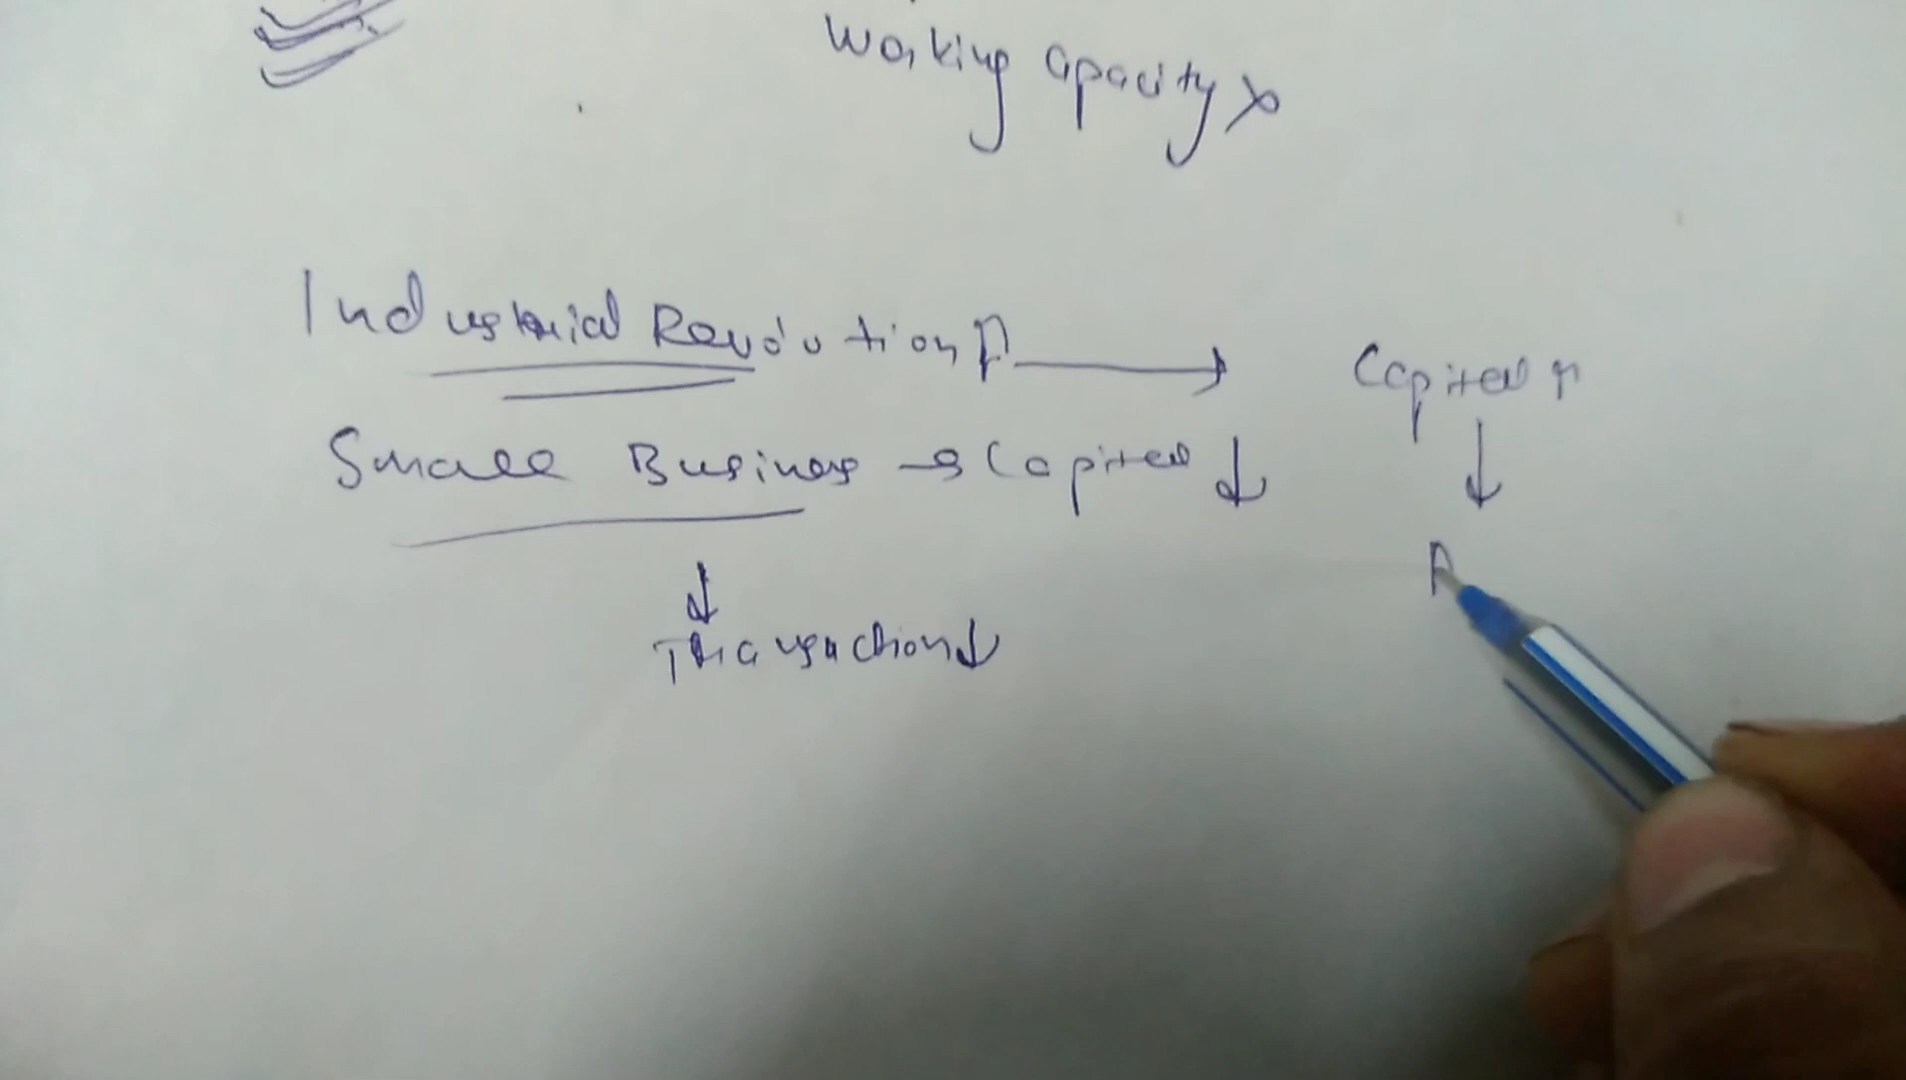 Working Capacity x
Industrial Revolution ↑ → Capital ↑
Small Business → Capital ↓ ↓
↓
Transaction ↓